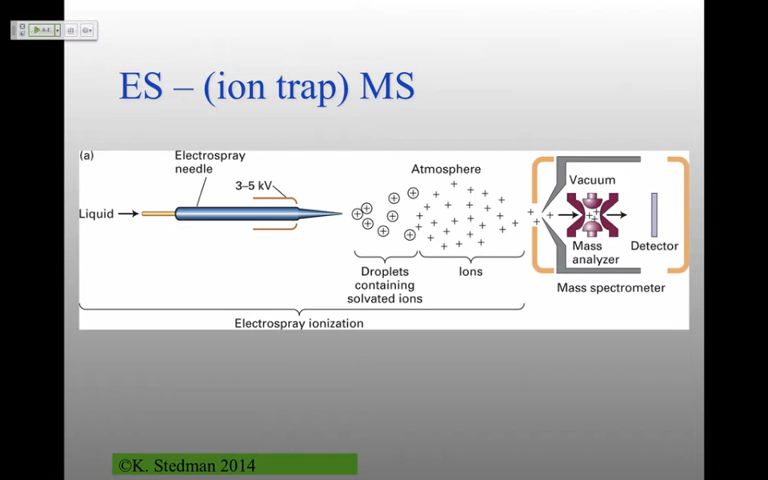 ES – (ion trap) MS
(a)
Electrospray
needle
3–5 kV
Atmosphere
Vacuum
Liquid
Mass
analyzer
Detector
Droplets
containing
solvated ions
Ions
Mass spectrometer
Electrospray ionization
©K. Stedman 2014